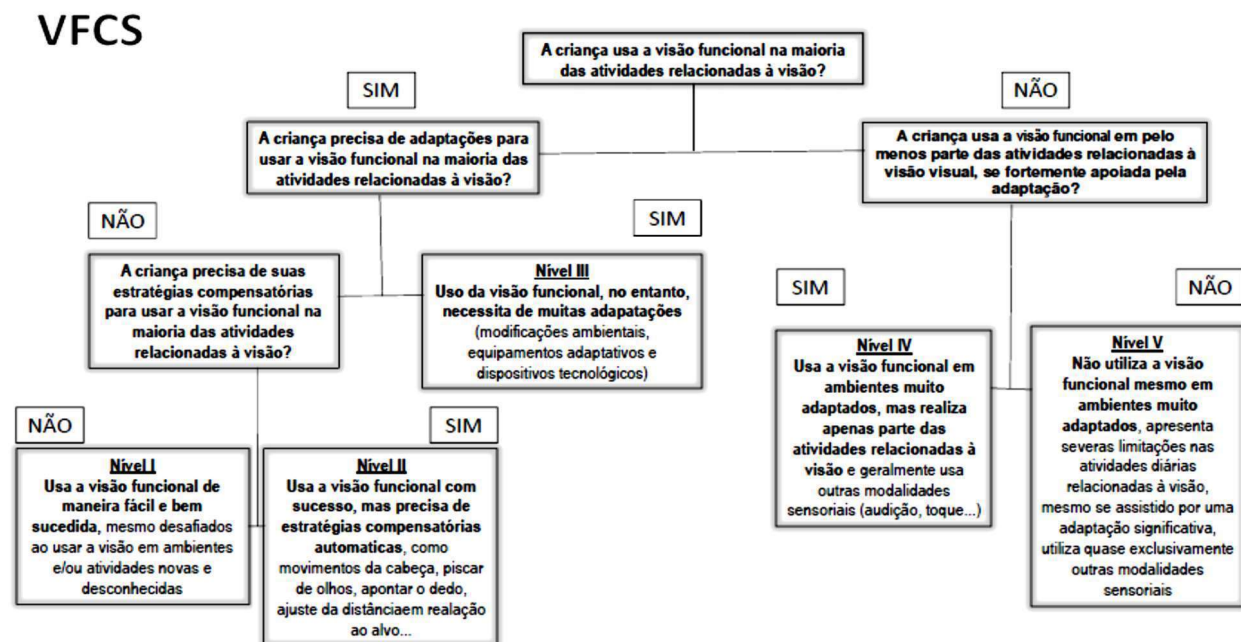 VFCS
A criança usa a visão funcional na maioria
das atividades relacionadas à visão?
SIM
NÃO
A criança precisa de adaptações para
usar a visão funcional na maioria das
atividades relacionadas à visão?
A criança usa a visão funcional em pelo
menos parte das atividades relacionadas à
visão visual, se fortemente apoiada pela
adaptação?
NÃO
SIM
A criança precisa de suas
estratégias compensatórias
para usar a visão funcional na
maioria das atividades
relacionadas à visão?
Nível III
Uso da visão funcional, no entanto,
necessita de muitas adapatações
(modificações ambientais,
equipamentos adaptativos e
dispositivos tecnológicos)
SIM
NÃO
Nível IV
Usa a visão funcional em
ambientes muito
adaptados, mas realiza
apenas parte das
atividades relacionadas à
visão e geralmente usa
outras modalidades
sensoriais (audição, toque...)
Nível V
Não utiliza a visão
funcional mesmo em
ambientes muito
adaptados, apresenta
severas limitações nas
atividades diárias
relacionadas à visão,
mesmo se assistido por uma
adaptação significativa,
utiliza quase exclusivamente
outras modalidades
sensoriais
NÃO
SIM
Nível I
Usa a visão funcional de
maneira fácil e bem
sucedida, mesmo desafiados
ao usar a visão em ambientes
e/ou atividades novas e
desconhecidas
Nível II
Usa a visão funcional com
sucesso, mas precisa de
estratégias compensatórias
automaticas, como
movimentos da cabeça, piscar
de olhos, apontar o dedo,
ajuste da distânciaem realação
ao alvo...